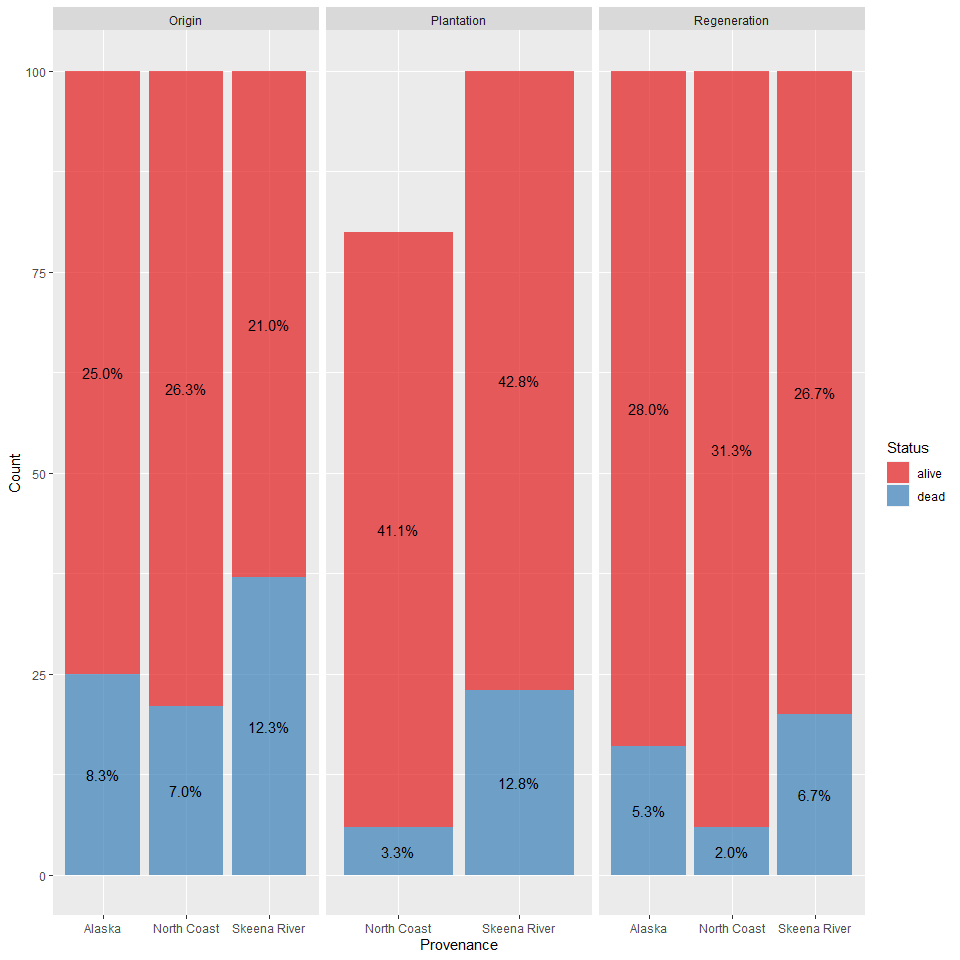 Origin
Plantation
Regeneration
100
75
50
25
0
Count
25.0%
26.3%
21.0%
8.3%
7.0%
12.3%
41.1%
42.8%
3.3%
12.8%
28.0%
31.3%
26.7%
5.3%
2.0%
6.7%
Alaska
North Coast
Skeena River
North Coast
Skeena River
Alaska
North Coast
Skeena River
Provenance
Status
alive
dead